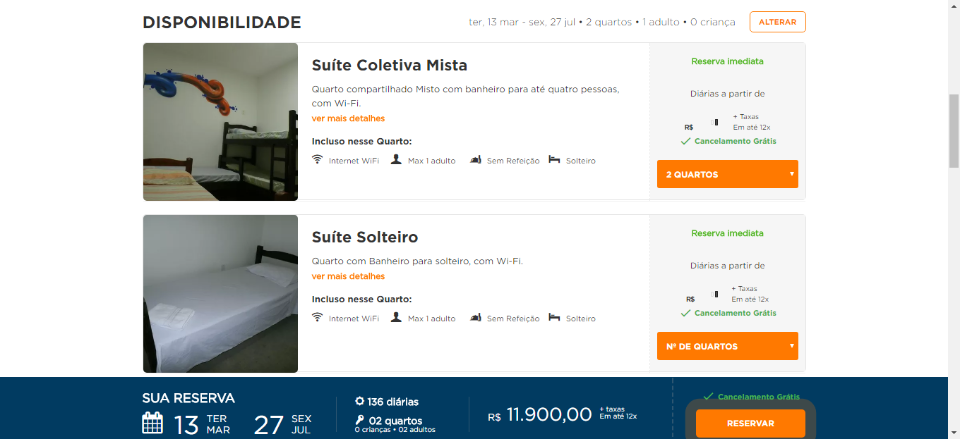 DISPONIBILIDADE
ter, 13 mar - sex, 27 jul • 2 quartos • 1 adulto • 0 criança
ALTERAR
Suíte Coletiva Mista
Quarto compartilhado Misto com banheiro para até quatro pessoas,
com Wi-Fi.
ver mais detalhes
Incluso nesse Quarto:
Internet WiFi
Max 1 adulto
Sem Refeição
Solteiro
Reserva imediata
Diárias a partir de
R$
+ Taxas
Em até 12x
Cancelamento Grátis
2 QUARTOS
Suíte Solteiro
Quarto com Banheiro para solteiro, com Wi-Fi.
ver mais detalhes
Incluso nesse Quarto:
Internet WiFi
Max 1 adulto
Sem Refeição
Solteiro
Reserva imediata
Diárias a partir de
R$
+ Taxas
Em até 12x
Cancelamento Grátis
Nº DE QUARTOS
SUA RESERVA
13 TER MAR
27 SEX JUL
136 diárias
02 quartos
0 crianças • 02 adultos
R$ 11.900,00
+ taxas
Em até 12x
Cancelamento Grátis
RESERVAR